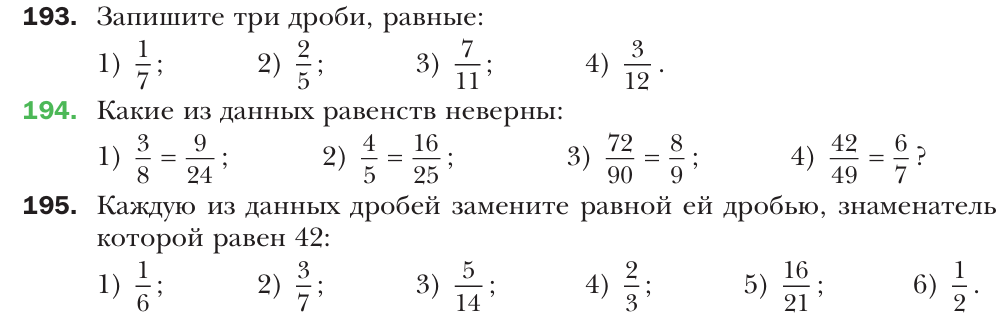 193. Запишите три дроби, равные:
1) 1/7; 2) 2/5; 3) 7/11; 4) 3/12.
194. Какие из данных равенств неверны:
1) 3/8 = 9/24; 2) 4/5 = 16/25; 3) 72/90 = 8/9; 4) 42/49 = 6/7?
195. Каждую из данных дробей замените равной ей дробью, знаменатель
которой равен 42:
1) 1/6; 2) 3/7; 3) 5/14; 4) 2/3; 5) 16/21; 6) 1/2.